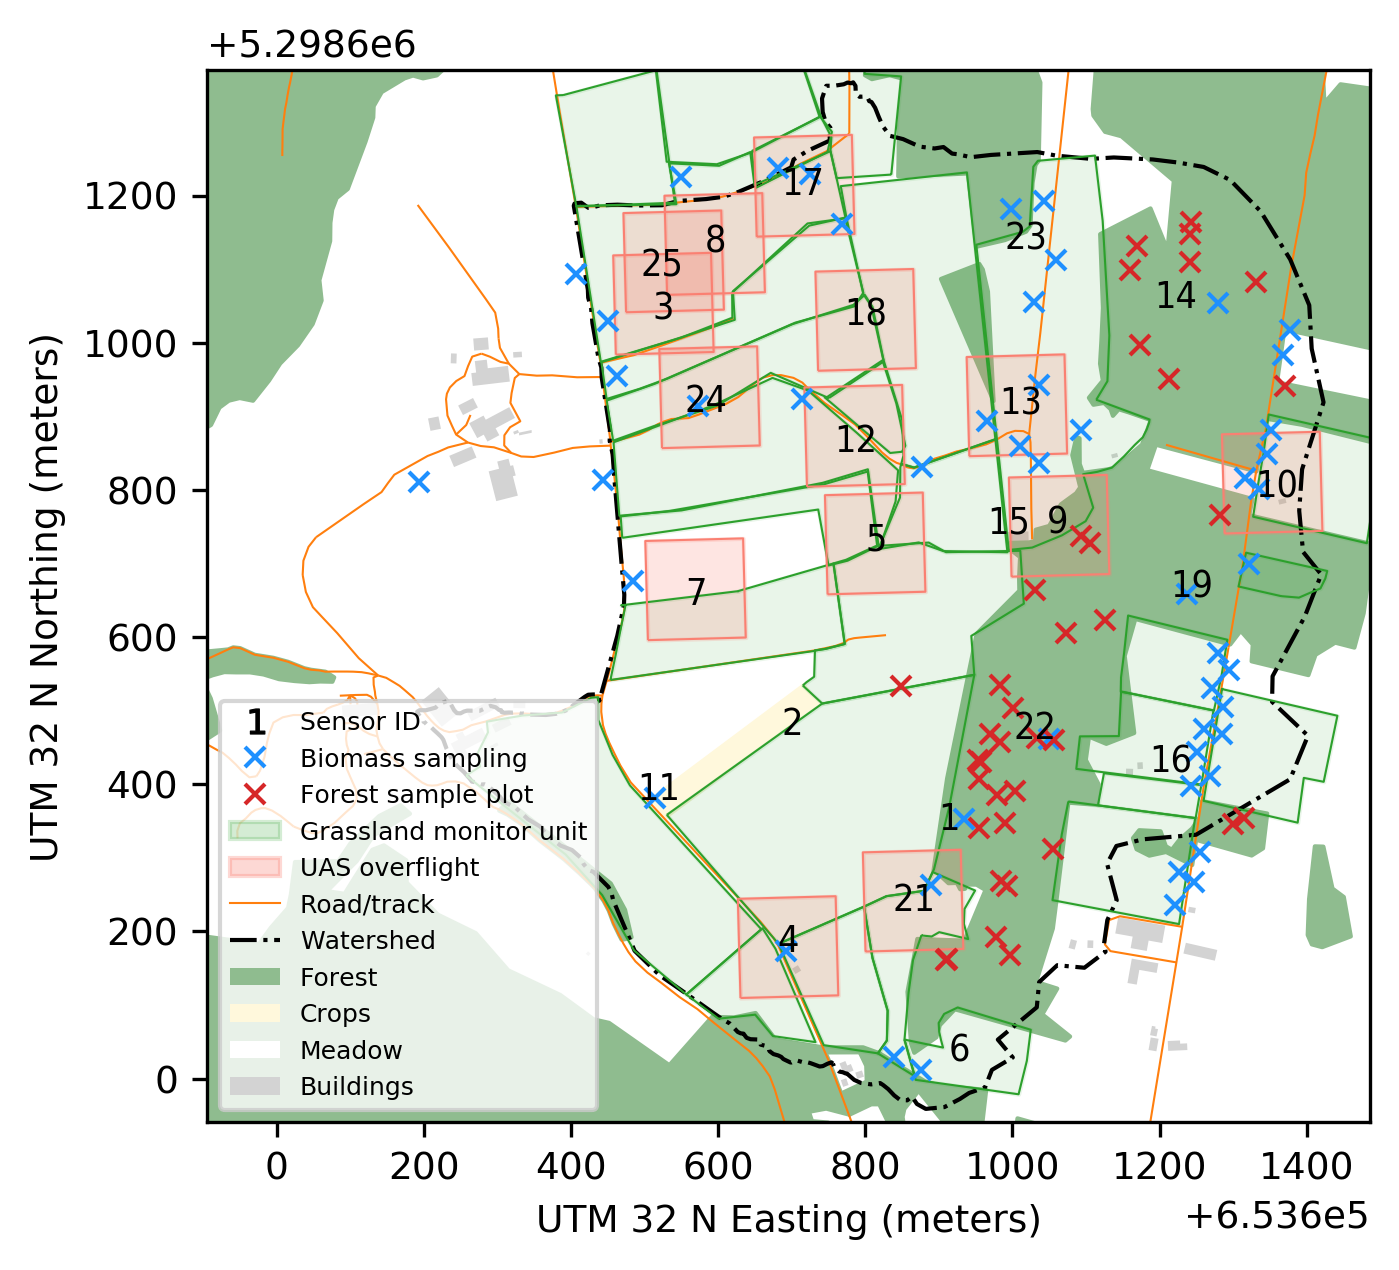 +5.2986e6
1200
1000
800
600
400
200
0
UTM 32 N Northing (meters)
17
8
23
25
3
14
18
24
13
12
10
15
9
5
7
19
2
22
16
11
1
21
4
6
1 Sensor ID
Biomass sampling
Forest sample plot
Grassland monitor unit
UAS overflight
Road/track
Watershed
Forest
Crops
Meadow
Buildings
0
200
400
600
800
1000
1200
1400
UTM 32 N Easting (meters)
+6.536e5